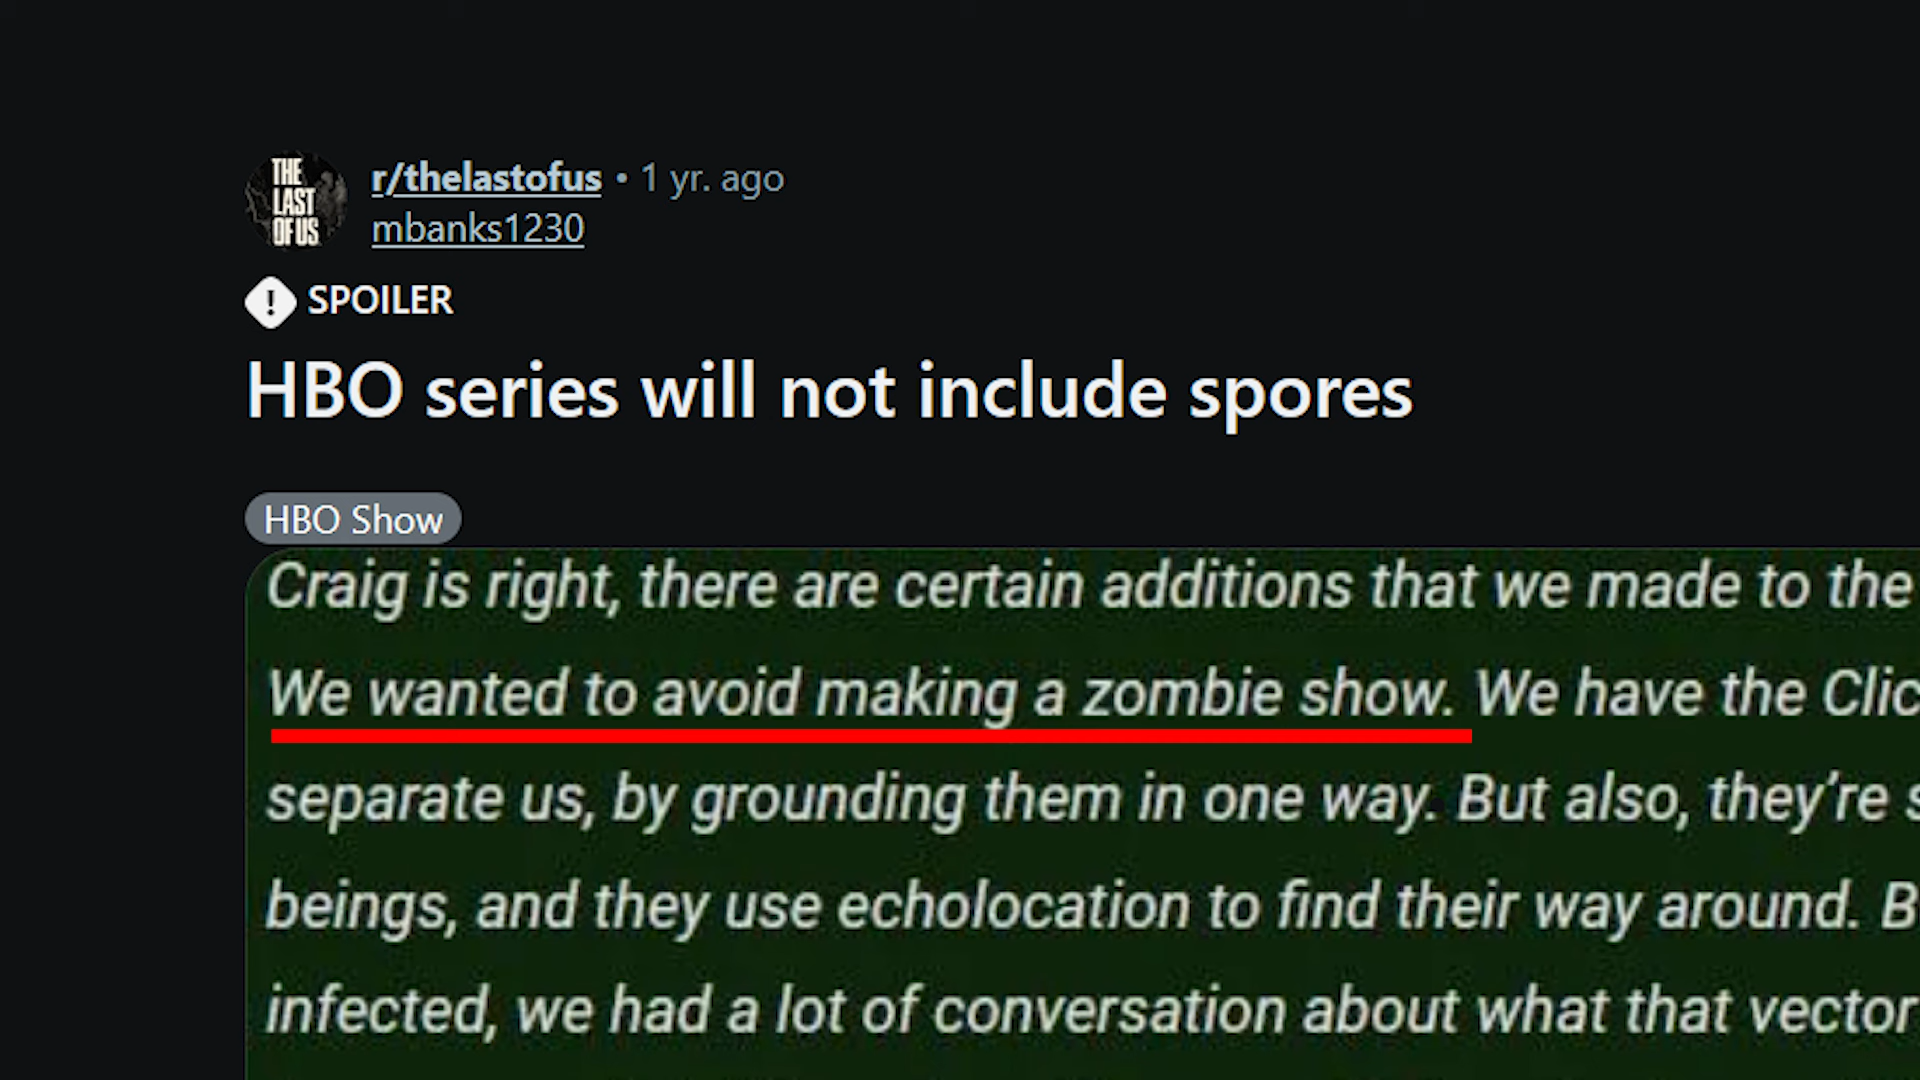 THE
LAST
OF US
r/thelastofus • 1 yr. ago
mbanks1230
! SPOILER
HBO series will not include spores
HBO Show
Craig is right, there are certain additions that we made to the
We wanted to avoid making a zombie show. We have the Clic
separate us, by grounding them in one way. But also, they’re s
beings, and they use echolocation to find their way around. B
infected, we had a lot of conversation about what that vector